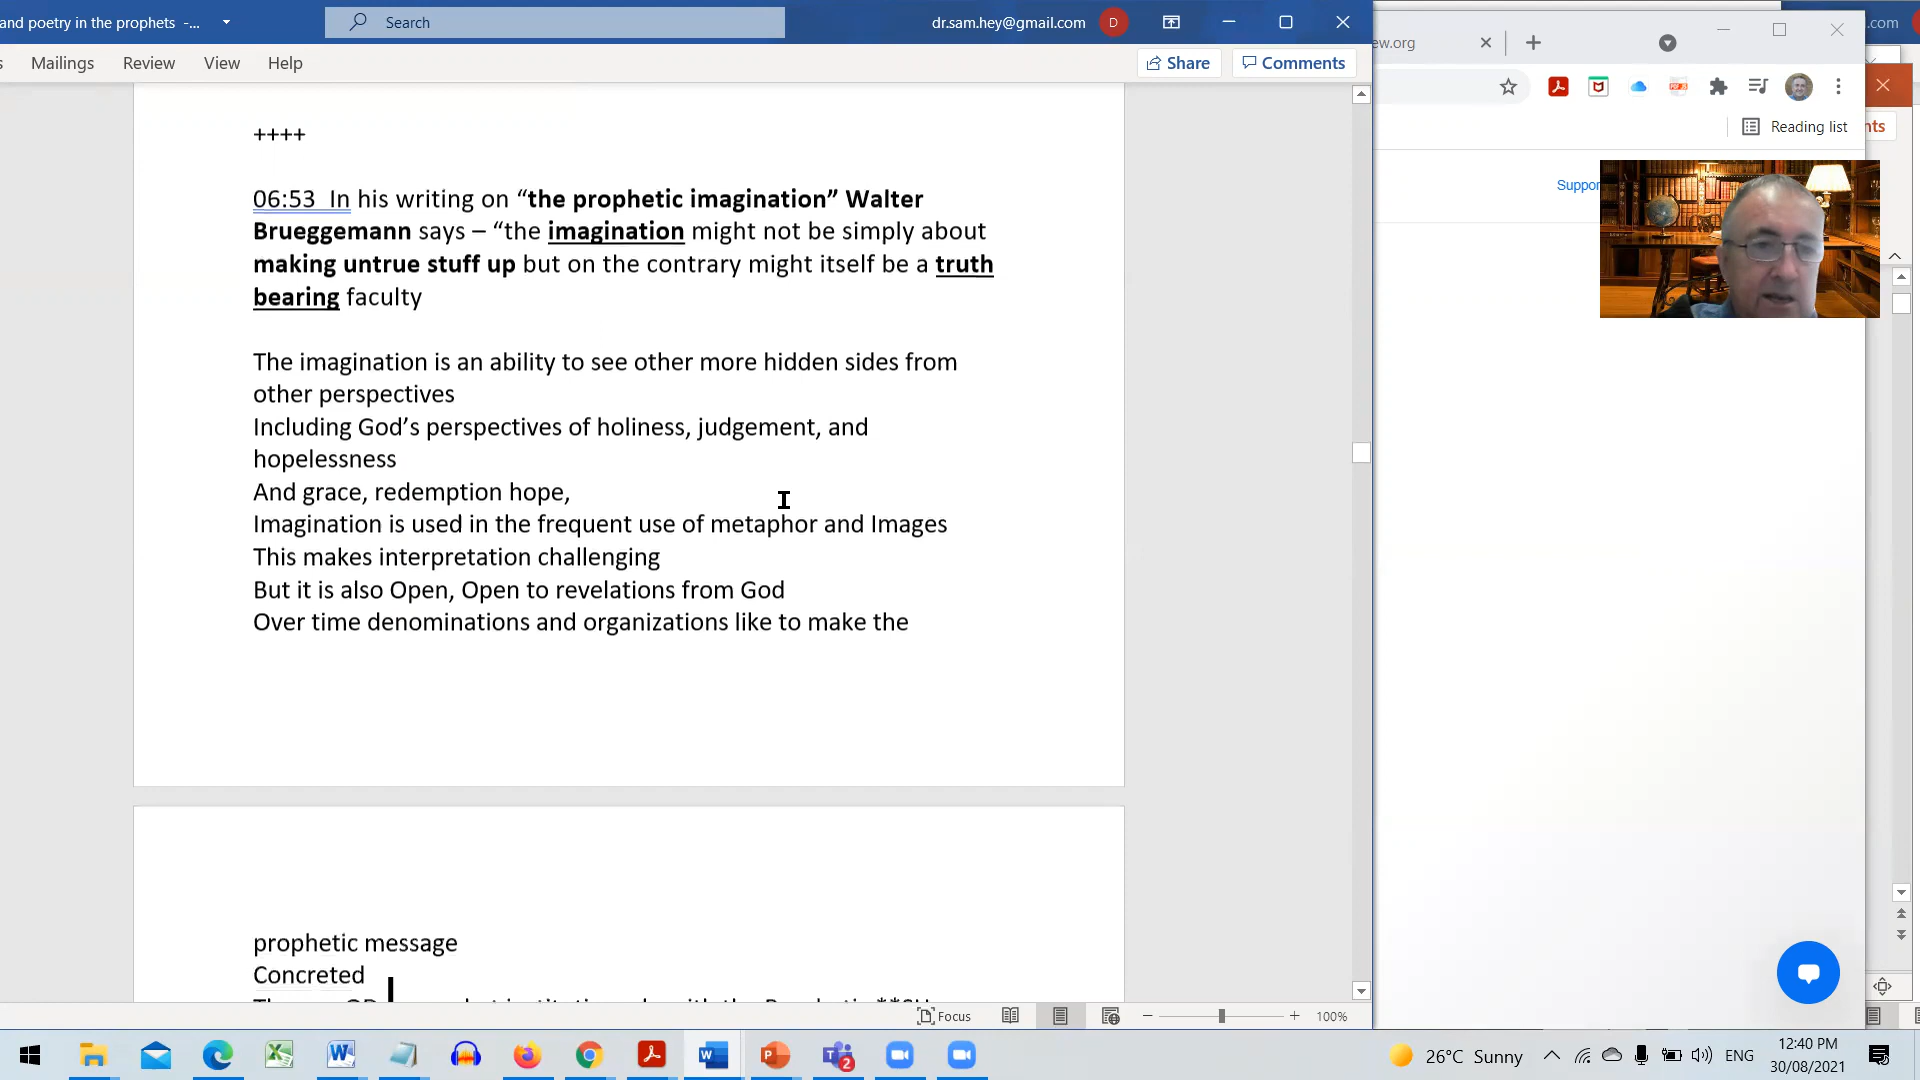 and poetry in the prophets -...
Search
dr.sam.hey@gmail.com
D
ew.org
.com
Mailings
Review
View
Help
Share
Comments
Reading list
nts
Suppor
++++
06:53 In his writing on “the prophetic imagination” Walter
Brueggemann says – “the imagination might not be simply about
making untrue stuff up but on the contrary might itself be a truth
bearing faculty
The imagination is an ability to see other more hidden sides from
other perspectives
Including God’s perspectives of holiness, judgement, and
hopelessness
And grace, redemption hope,
Imagination is used in the frequent use of metaphor and Images
This makes interpretation challenging
But it is also Open, Open to revelations from God
Over time denominations and organizations like to make the
prophetic message
Concreted
Focus
100%
26°C Sunny
ENG
12:40 PM
30/08/2021